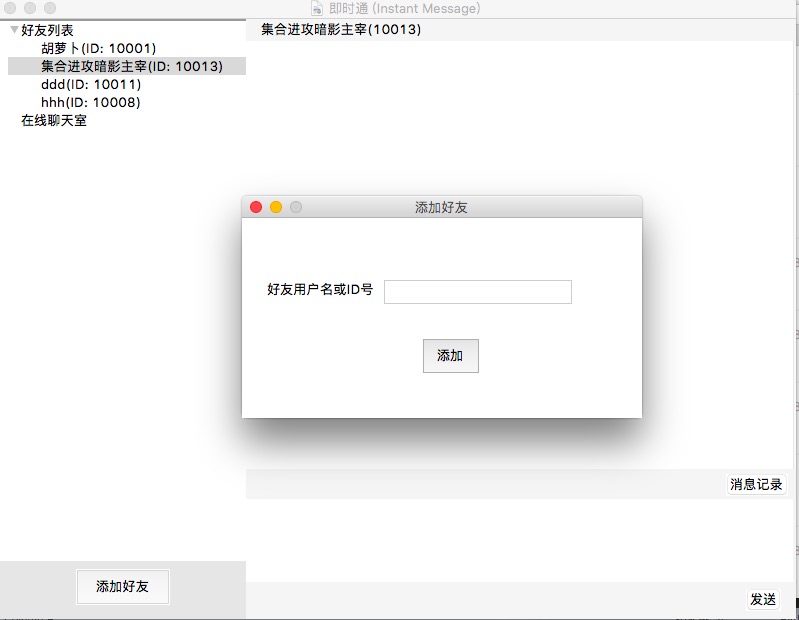 即时通 (Instant Message)
好友列表
胡萝卜(ID: 10001)
集合进攻暗影主宰(ID: 10013)
ddd(ID: 10011)
hhh(ID: 10008)
在线聊天室
集合进攻暗影主宰(10013)
添加好友
好友用户名或ID号
添加
消息记录
添加好友
发送